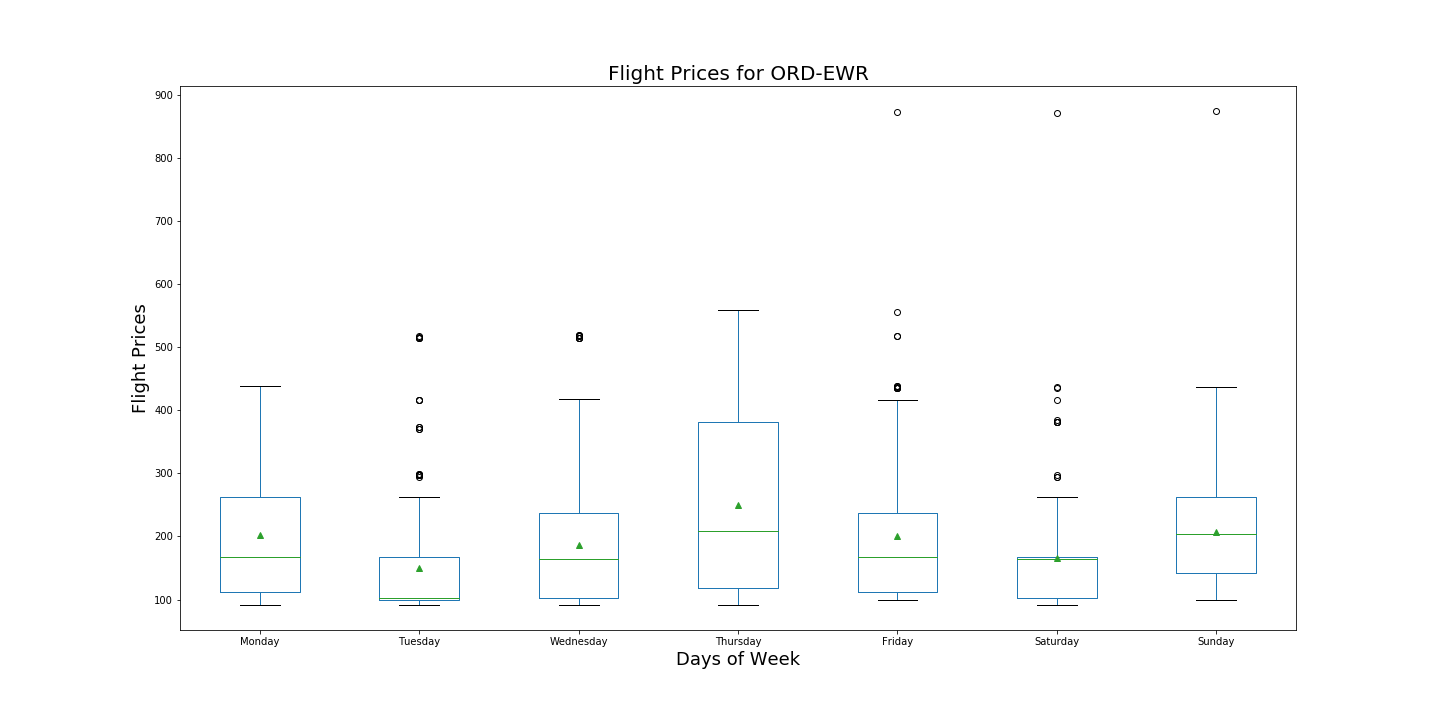 Flight Prices for ORD-EWR
900
800
700
600
500
400
300
200
100
Flight Prices
Monday Tuesday Wednesday Thursday Friday Saturday Sunday
Days of Week